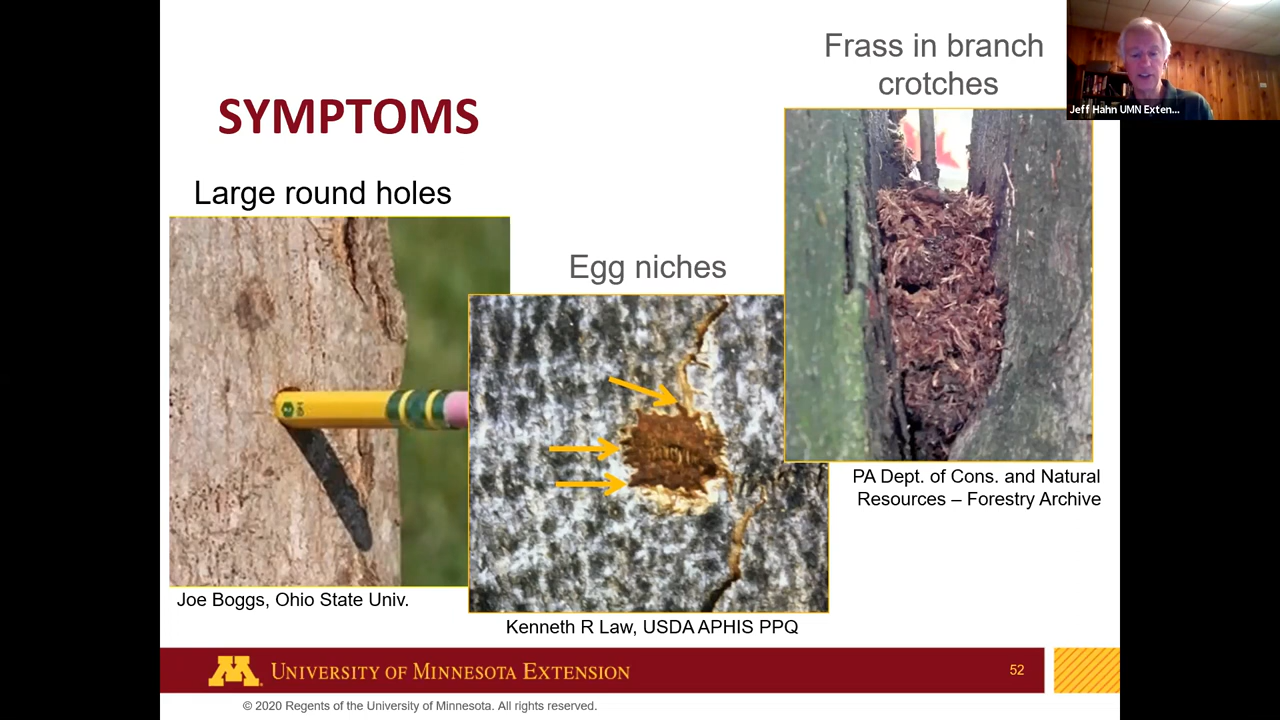 SYMPTOMS
Large round holes
Joe Boggs, Ohio State Univ.
Egg niches
Kenneth R Law, USDA APHIS PPQ
Frass in branch
crotches
PA Dept. of Cons. and Natural
Resources – Forestry Archive
Jeff Hahn UMN Exten...
M UNIVERSITY OF MINNESOTA EXTENSION
52
© 2020 Regents of the University of Minnesota. All rights reserved.